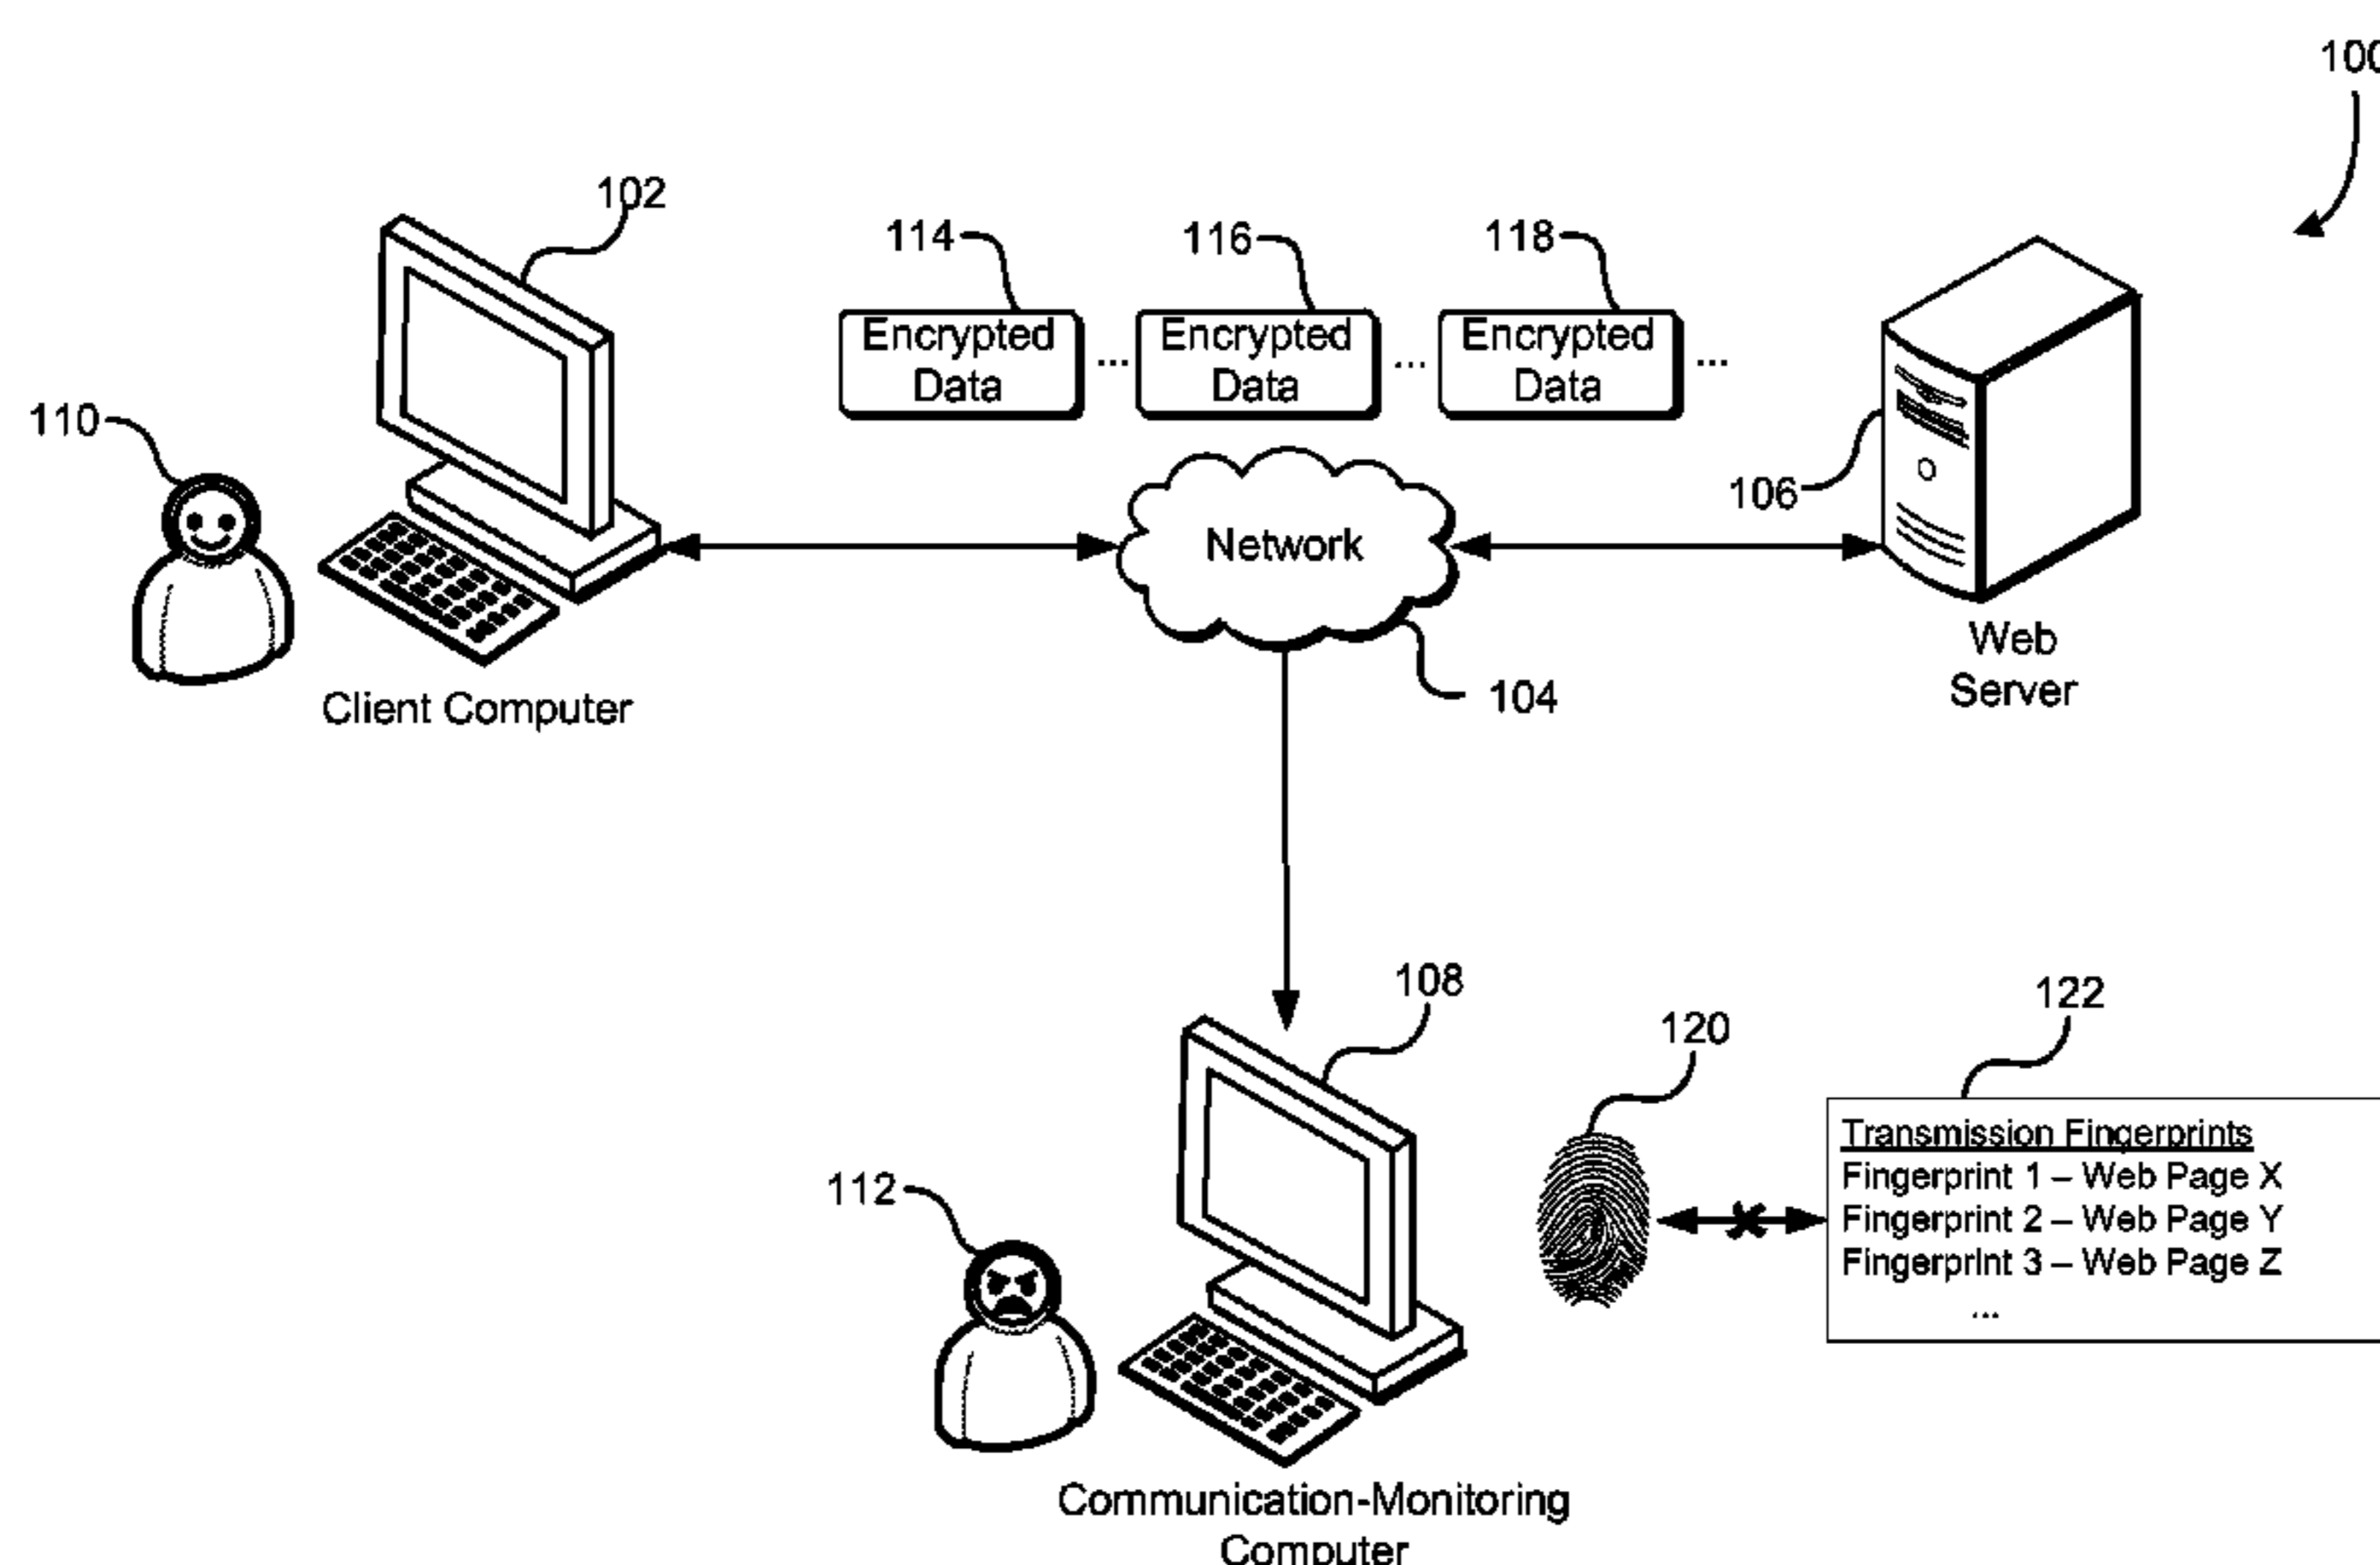 100
102
114
116
118
Encrypted
Data
...
Encrypted
Data
...
Encrypted
Data
...
110
106
Network
Web
Server
104
Client Computer
108
120
122
Transmission Fingerprints
Fingerprint 1 – Web Page X
Fingerprint 2 – Web Page Y
Fingerprint 3 – Web Page Z
...
112
Communication-Monitoring
Computer